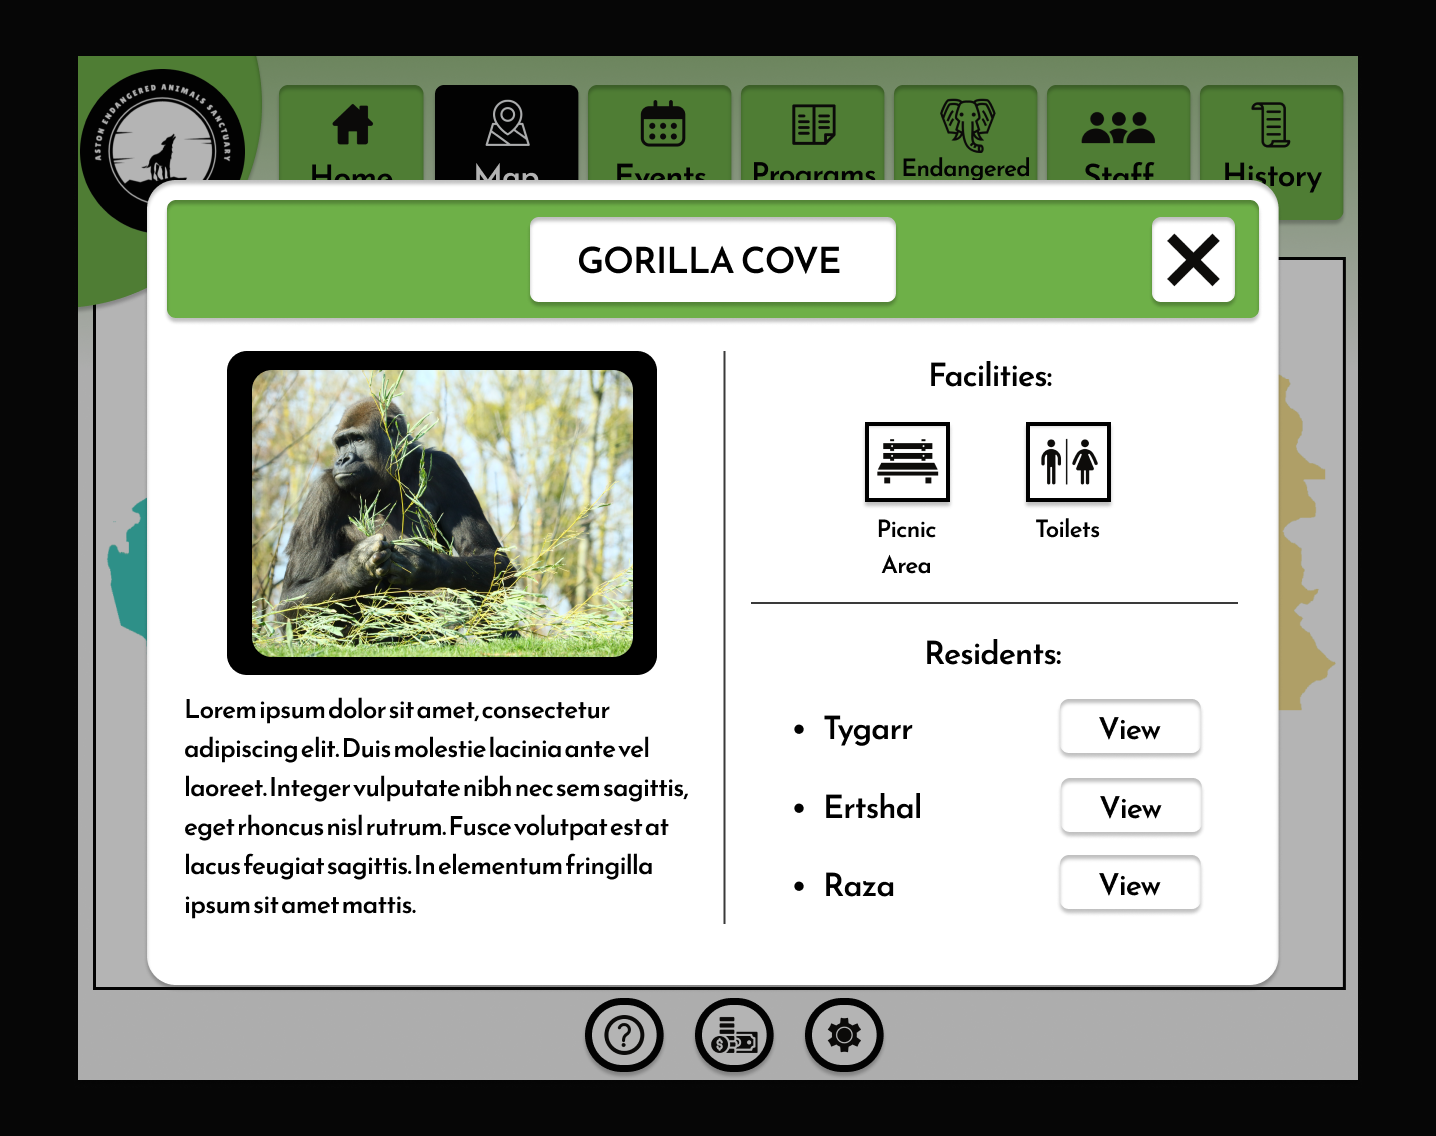 ASTON ENDANGERED ANIMALS SANCTUARY
Home
Map
Events
Programs
Endangered
Staff
History
GORILLA COVE
Lorem ipsum dolor sit amet, consectetur
adipiscing elit. Duis molestie lacinia ante vel
laoreet. Integer vulputate nibh nec sem sagittis,
eget rhoncus nisl rutrum. Fusce volutpat est at
lacus feugiat sagittis. In elementum fringilla
ipsum sit amet mattis.
Facilities:
Picnic
Area
Toilets
Residents:
• Tygarr
View
• Ertshal
View
• Raza
View
?
$